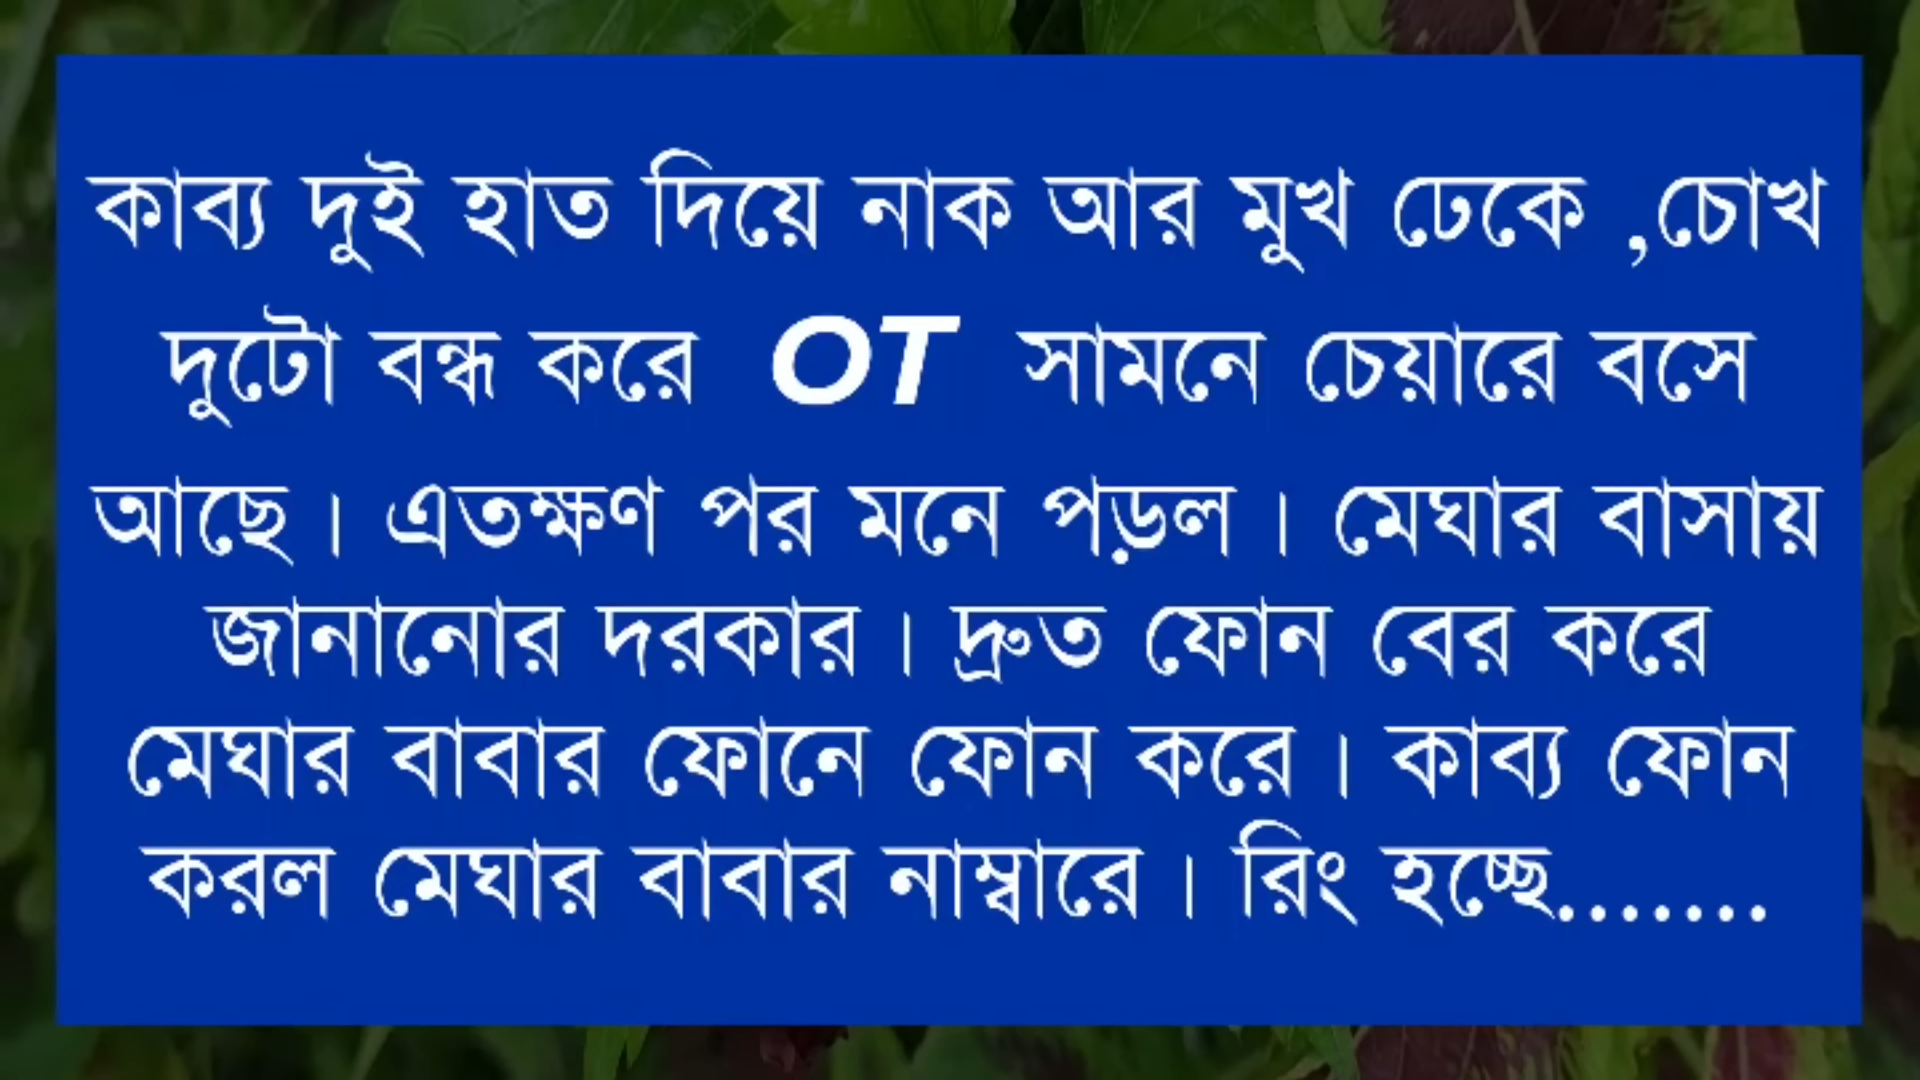 কাব্য দুই হাত দিয়ে নাক আর মুখ ঢেকে ,চোখ
দুটো বন্ধ করে OT সামনে চেয়ারে বসে
আছে। এতক্ষণ পর মনে পড়ল। মেঘার বাসায়
জানানোর দরকার। দ্রুত ফোন বের করে
মেঘার বাবার ফোনে ফোন করে। কাব্য ফোন
করল মেঘার বাবার নাম্বারে। রিং হচ্ছে.......